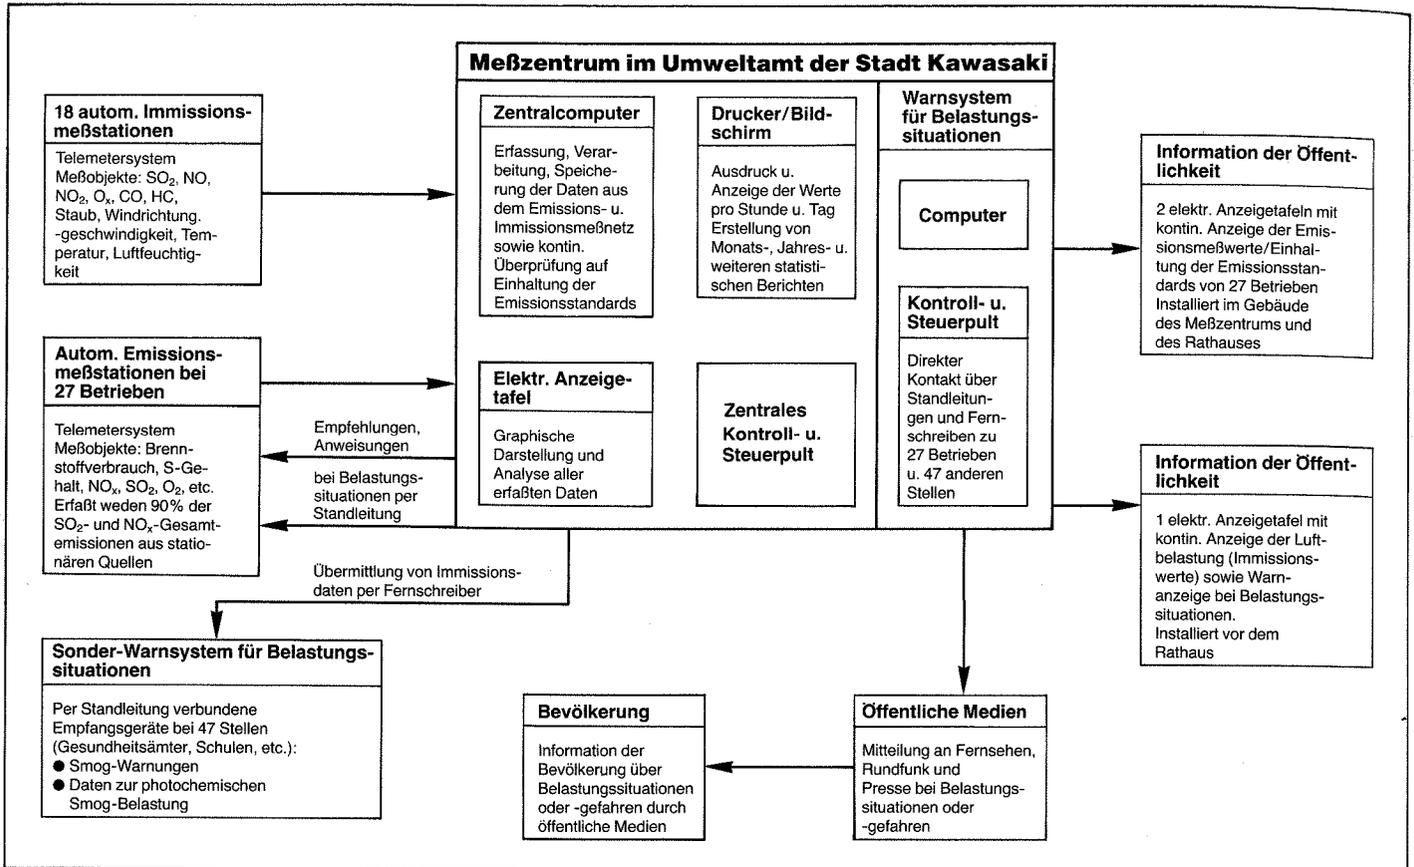 Meßzentrum im Umweltamt der Stadt Kawasaki
18 autom. Immissions-
meßstationen
Telemetersystem
Meßobjekte: SO₂, NO,
NO₂, Oₓ, CO, HC,
Staub, Windrichtung.
-geschwindigkeit, Tem-
peratur, Luftfeuchtig-
keit
Autom. Emissions-
meßstationen bei
27 Betrieben
Telemetersystem
Meßobjekte: Brenn-
stoffverbrauch, S-Ge-
halt, NOₓ, SO₂, O₂, etc.
Erfaßt weden 90% der
SO₂- und NOₓ-Gesamt-
emissionen aus statio-
nären Quellen
Zentralcomputer
Erfassung, Verar-
beitung, Speiche-
rung der Daten aus
dem Emissions- u.
Immissionsmeßnetz
sowie kontin.
Überprüfung auf
Einhaltung der
Emissionsstandards
Drucker/Bild-
schirm
Ausdruck u.
Anzeige der Werte
pro Stunde u. Tag
Erstellung von
Monats-, Jahres- u.
weiteren statisti-
schen Berichten
Elektr. Anzeige-
tafel
Graphische
Darstellung und
Analyse aller
erfaßten Daten
Zentrales
Kontroll- u.
Steuerpult
Warnsystem
für Belastungs-
situationen
Computer
Kontroll- u.
Steuerpult
Direkter
Kontakt über
Standleitun-
gen und Fern-
schreiben zu
27 Betrieben
u. 47 anderen
Stellen
Information der Öffent-
lichkeit
2 elektr. Anzeigetafeln mit
kontin. Anzeige der Emis-
sionsmeßwerte/Einhal-
tung der Emissionsstan-
dards von 27 Betrieben
Installiert im Gebäude
des Meßzentrums und
des Rathauses
Information der Öffent-
lichkeit
1 elektr. Anzeigetafel mit
kontin. Anzeige der Luft-
belastung (Immissions-
werte) sowie Warn-
anzeige bei Belastungs-
situationen.
Installiert vor dem
Rathaus
Empfehlungen,
Anweisungen
bei Belastungs-
situationen per
Standleitung
Übermittlung von Immissions-
daten per Fernschreiber
Sonder-Warnsystem für Belastungs-
situationen
Per Standleitung verbundene
Empfangsgeräte bei 47 Stellen
(Gesundheitsämter, Schulen, etc.):
● Smog-Warnungen
● Daten zur photochemischen
Smog-Belastung
Bevölkerung
Information der
Bevölkerung über
Belastungssituationen
oder -gefahren durch
öffentliche Medien
Öffentliche Medien
Mitteilung an Fernsehen,
Rundfunk und
Presse bei Belastungs-
situationen oder
-gefahren